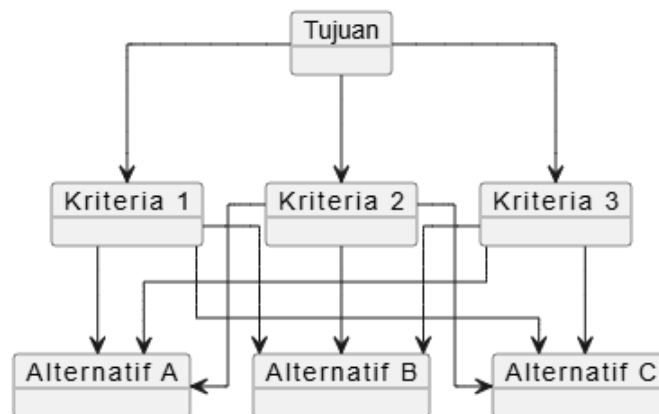 Tujuan
Kriteria 1
Kriteria 2
Kriteria 3
Alternatif A
Alternatif B
Alternatif C